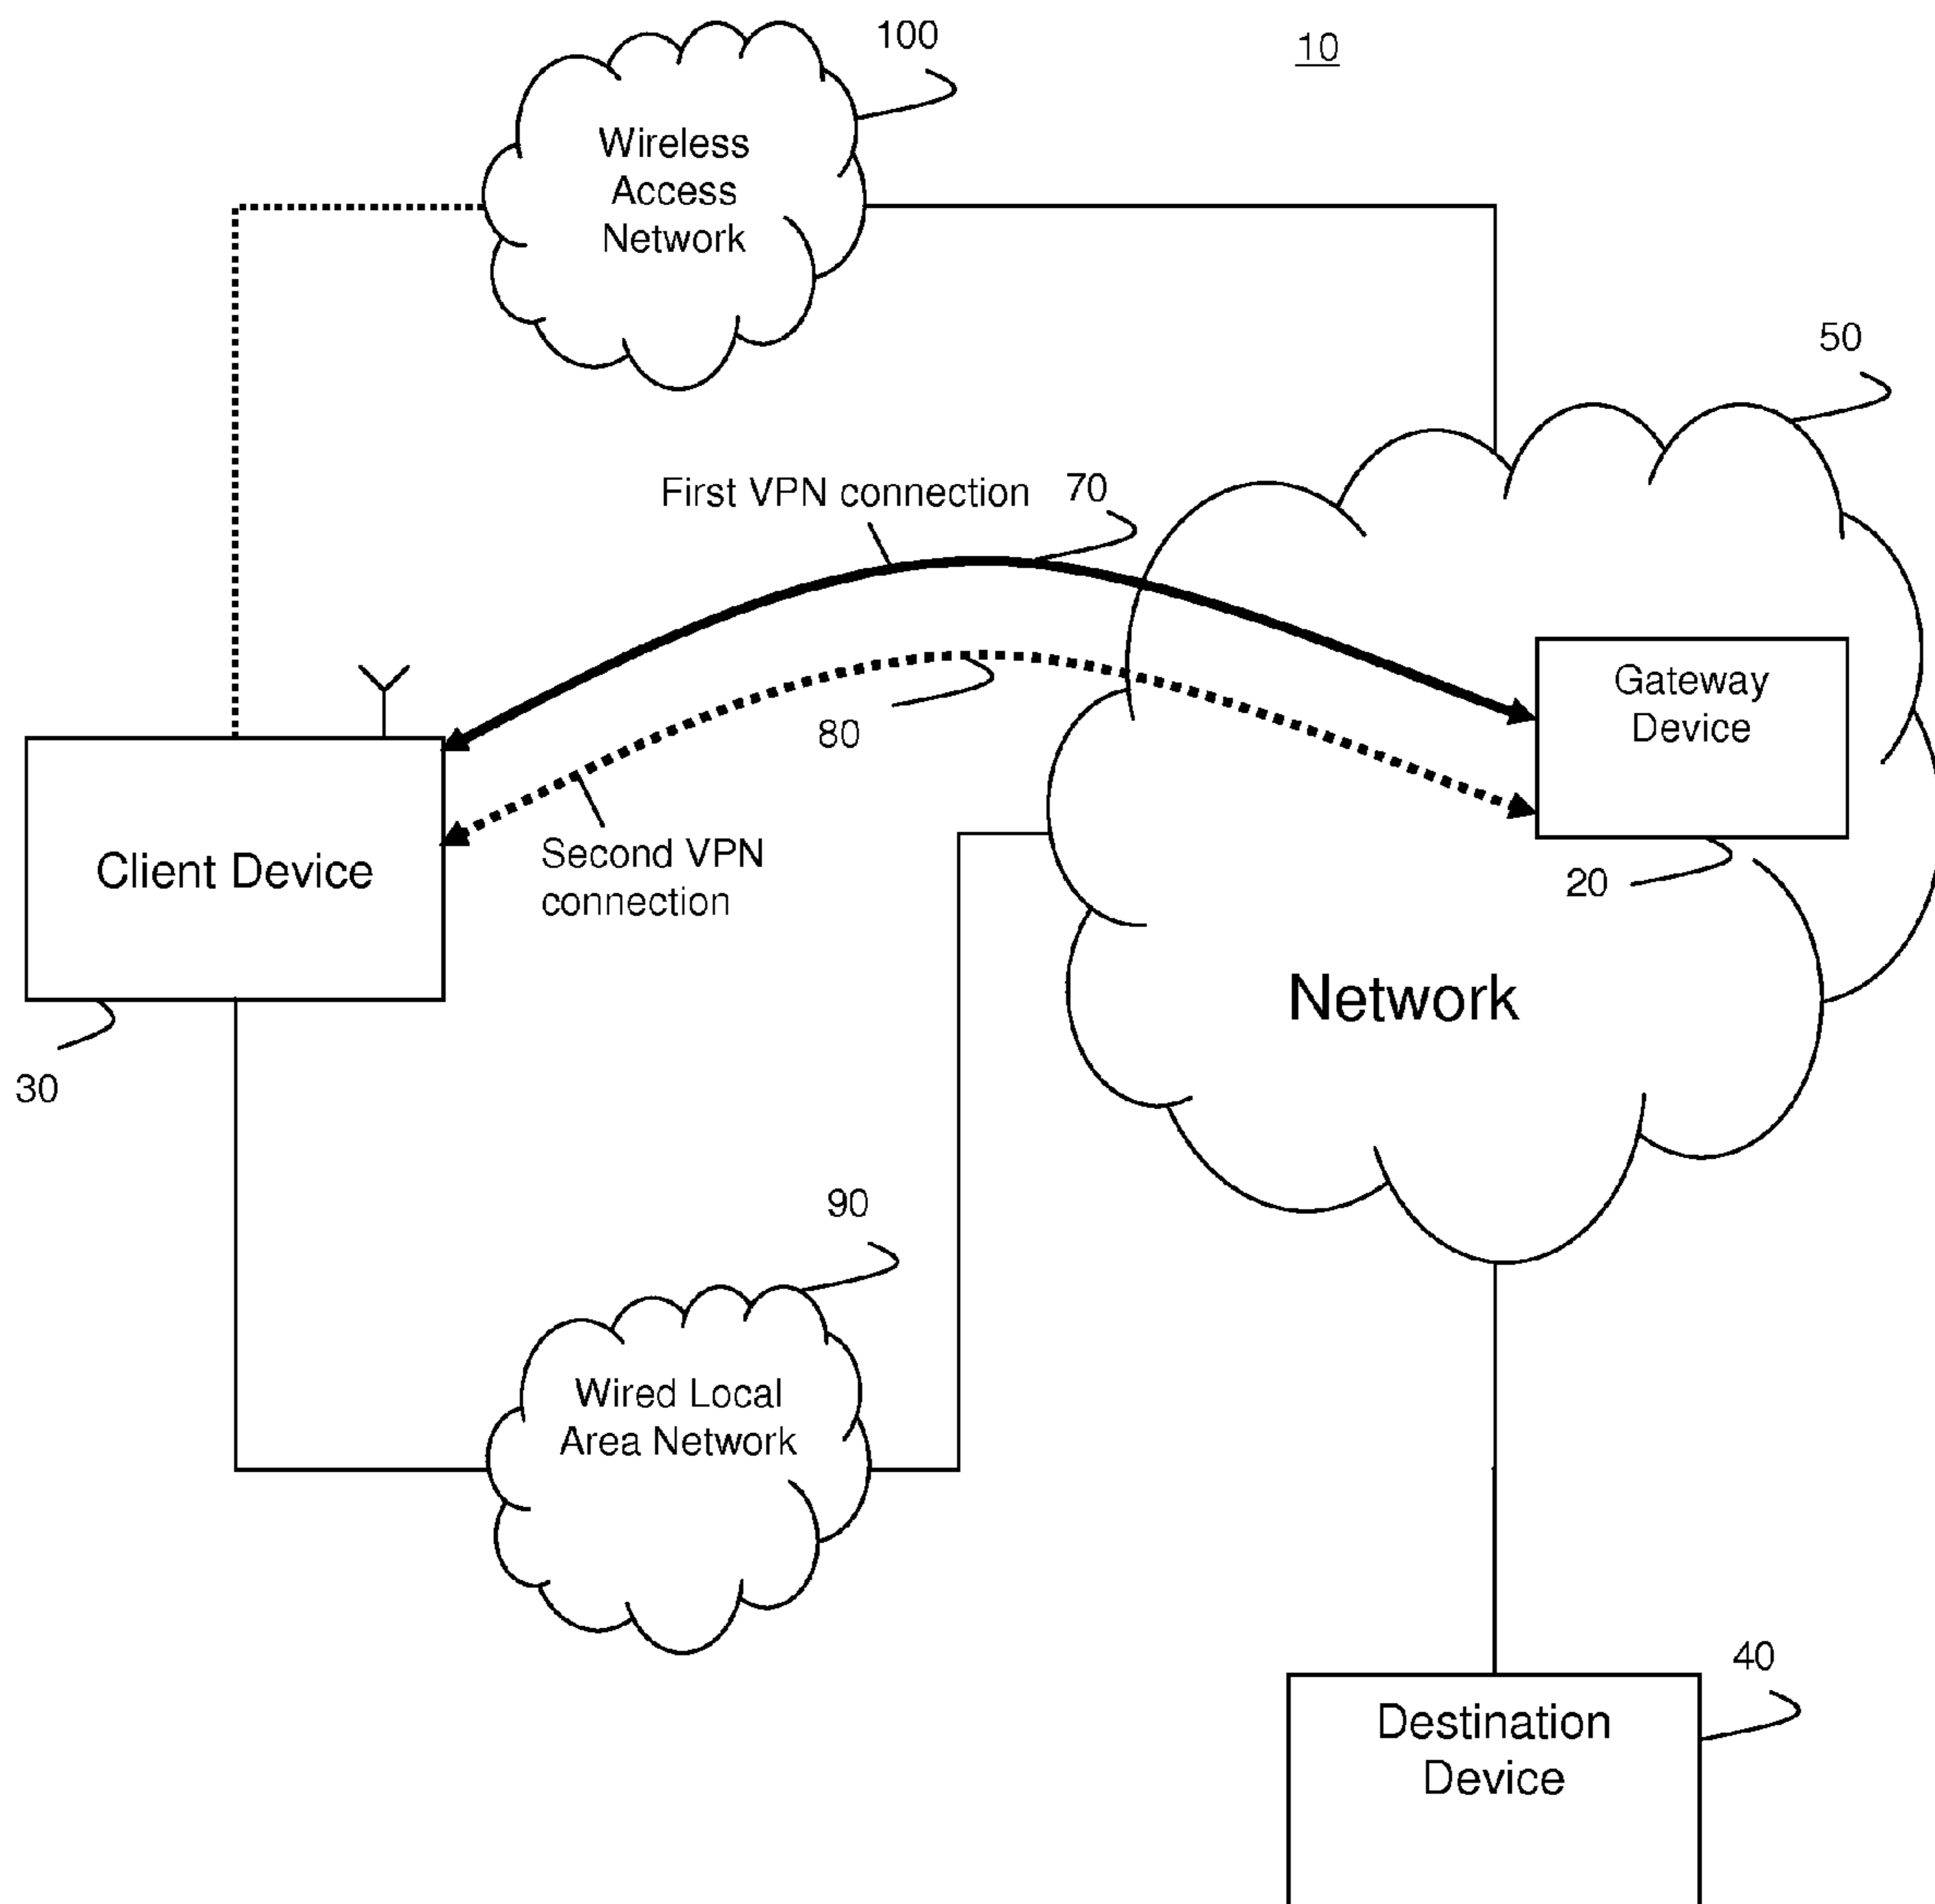 100
10
Wireless
Access
Network
50
First VPN connection
70
Gateway
Device
80
Second VPN
connection
Client Device
20
Network
30
90
Wired Local
Area Network
40
Destination
Device